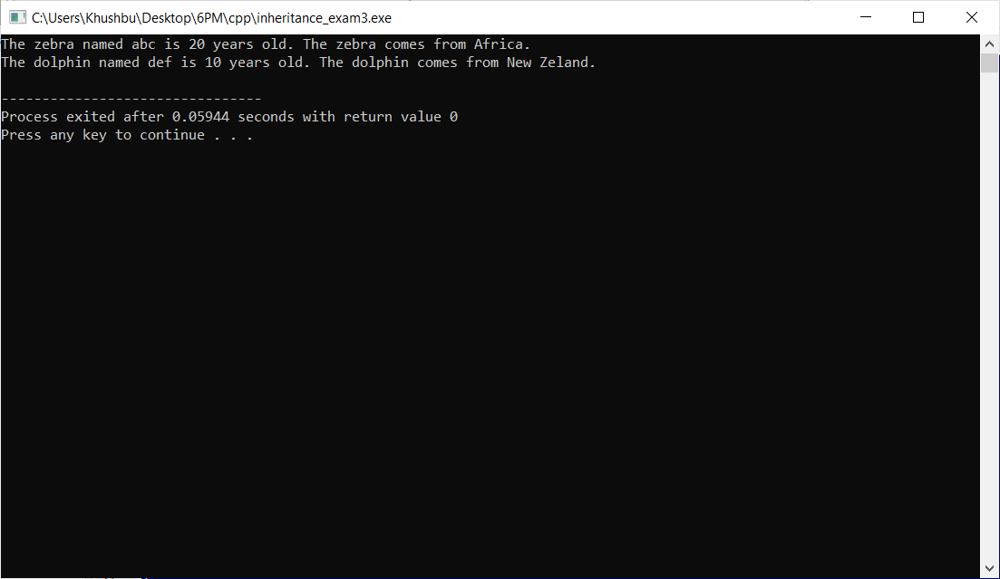 C:\Users\Khushbu\Desktop\6PM\cpp\inheritance_exam3.exe
The zebra named abc is 20 years old. The zebra comes from Africa.
The dolphin named def is 10 years old. The dolphin comes from New Zeland.
--------------------------------
Process exited after 0.05944 seconds with return value 0
Press any key to continue . . .